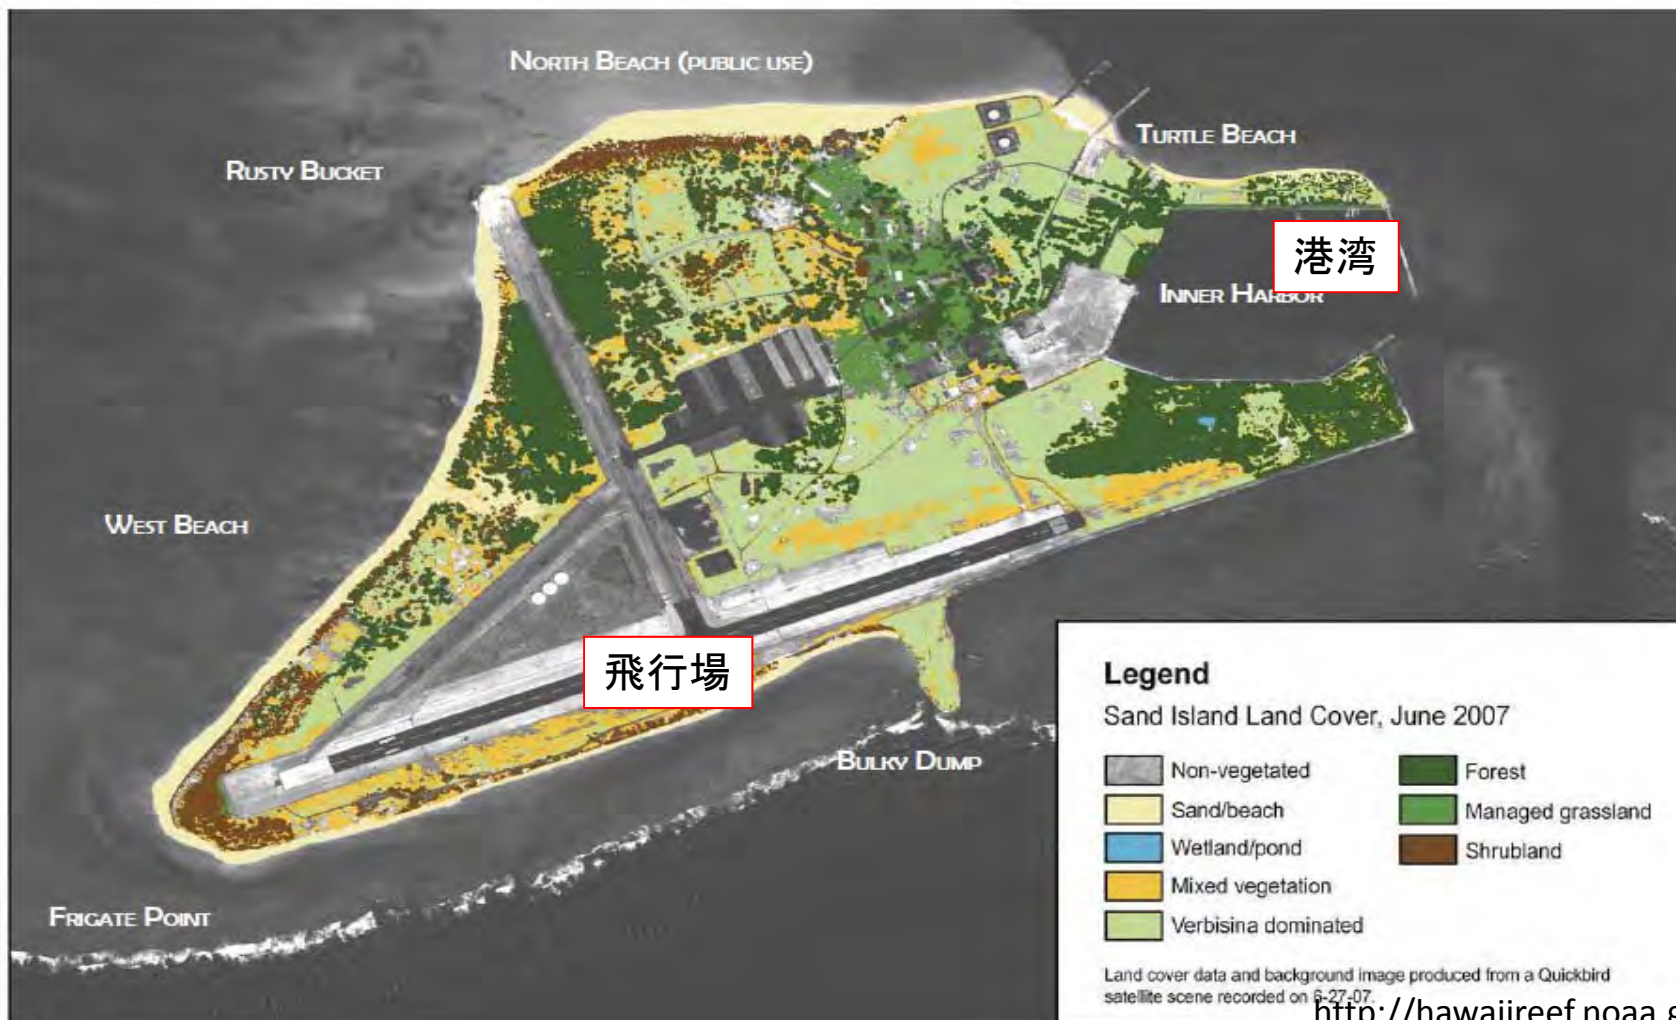 NORTH BEACH (PUBLIC USE)
TURTLE BEACH
RUSTY BUCKET
港湾
INNER HARBOR
WEST BEACH
飛行場
BULKY DUMP
FRIGATE POINT
Legend
Sand Island Land Cover, June 2007
Non-vegetated
Sand/beach
Wetland/pond
Mixed vegetation
Verbisina dominated
Forest
Managed grassland
Shrubland
Land cover data and background image produced from a Quickbird
satellite scene recorded on 6-27-07.
http://hawaiireef.noaa.g